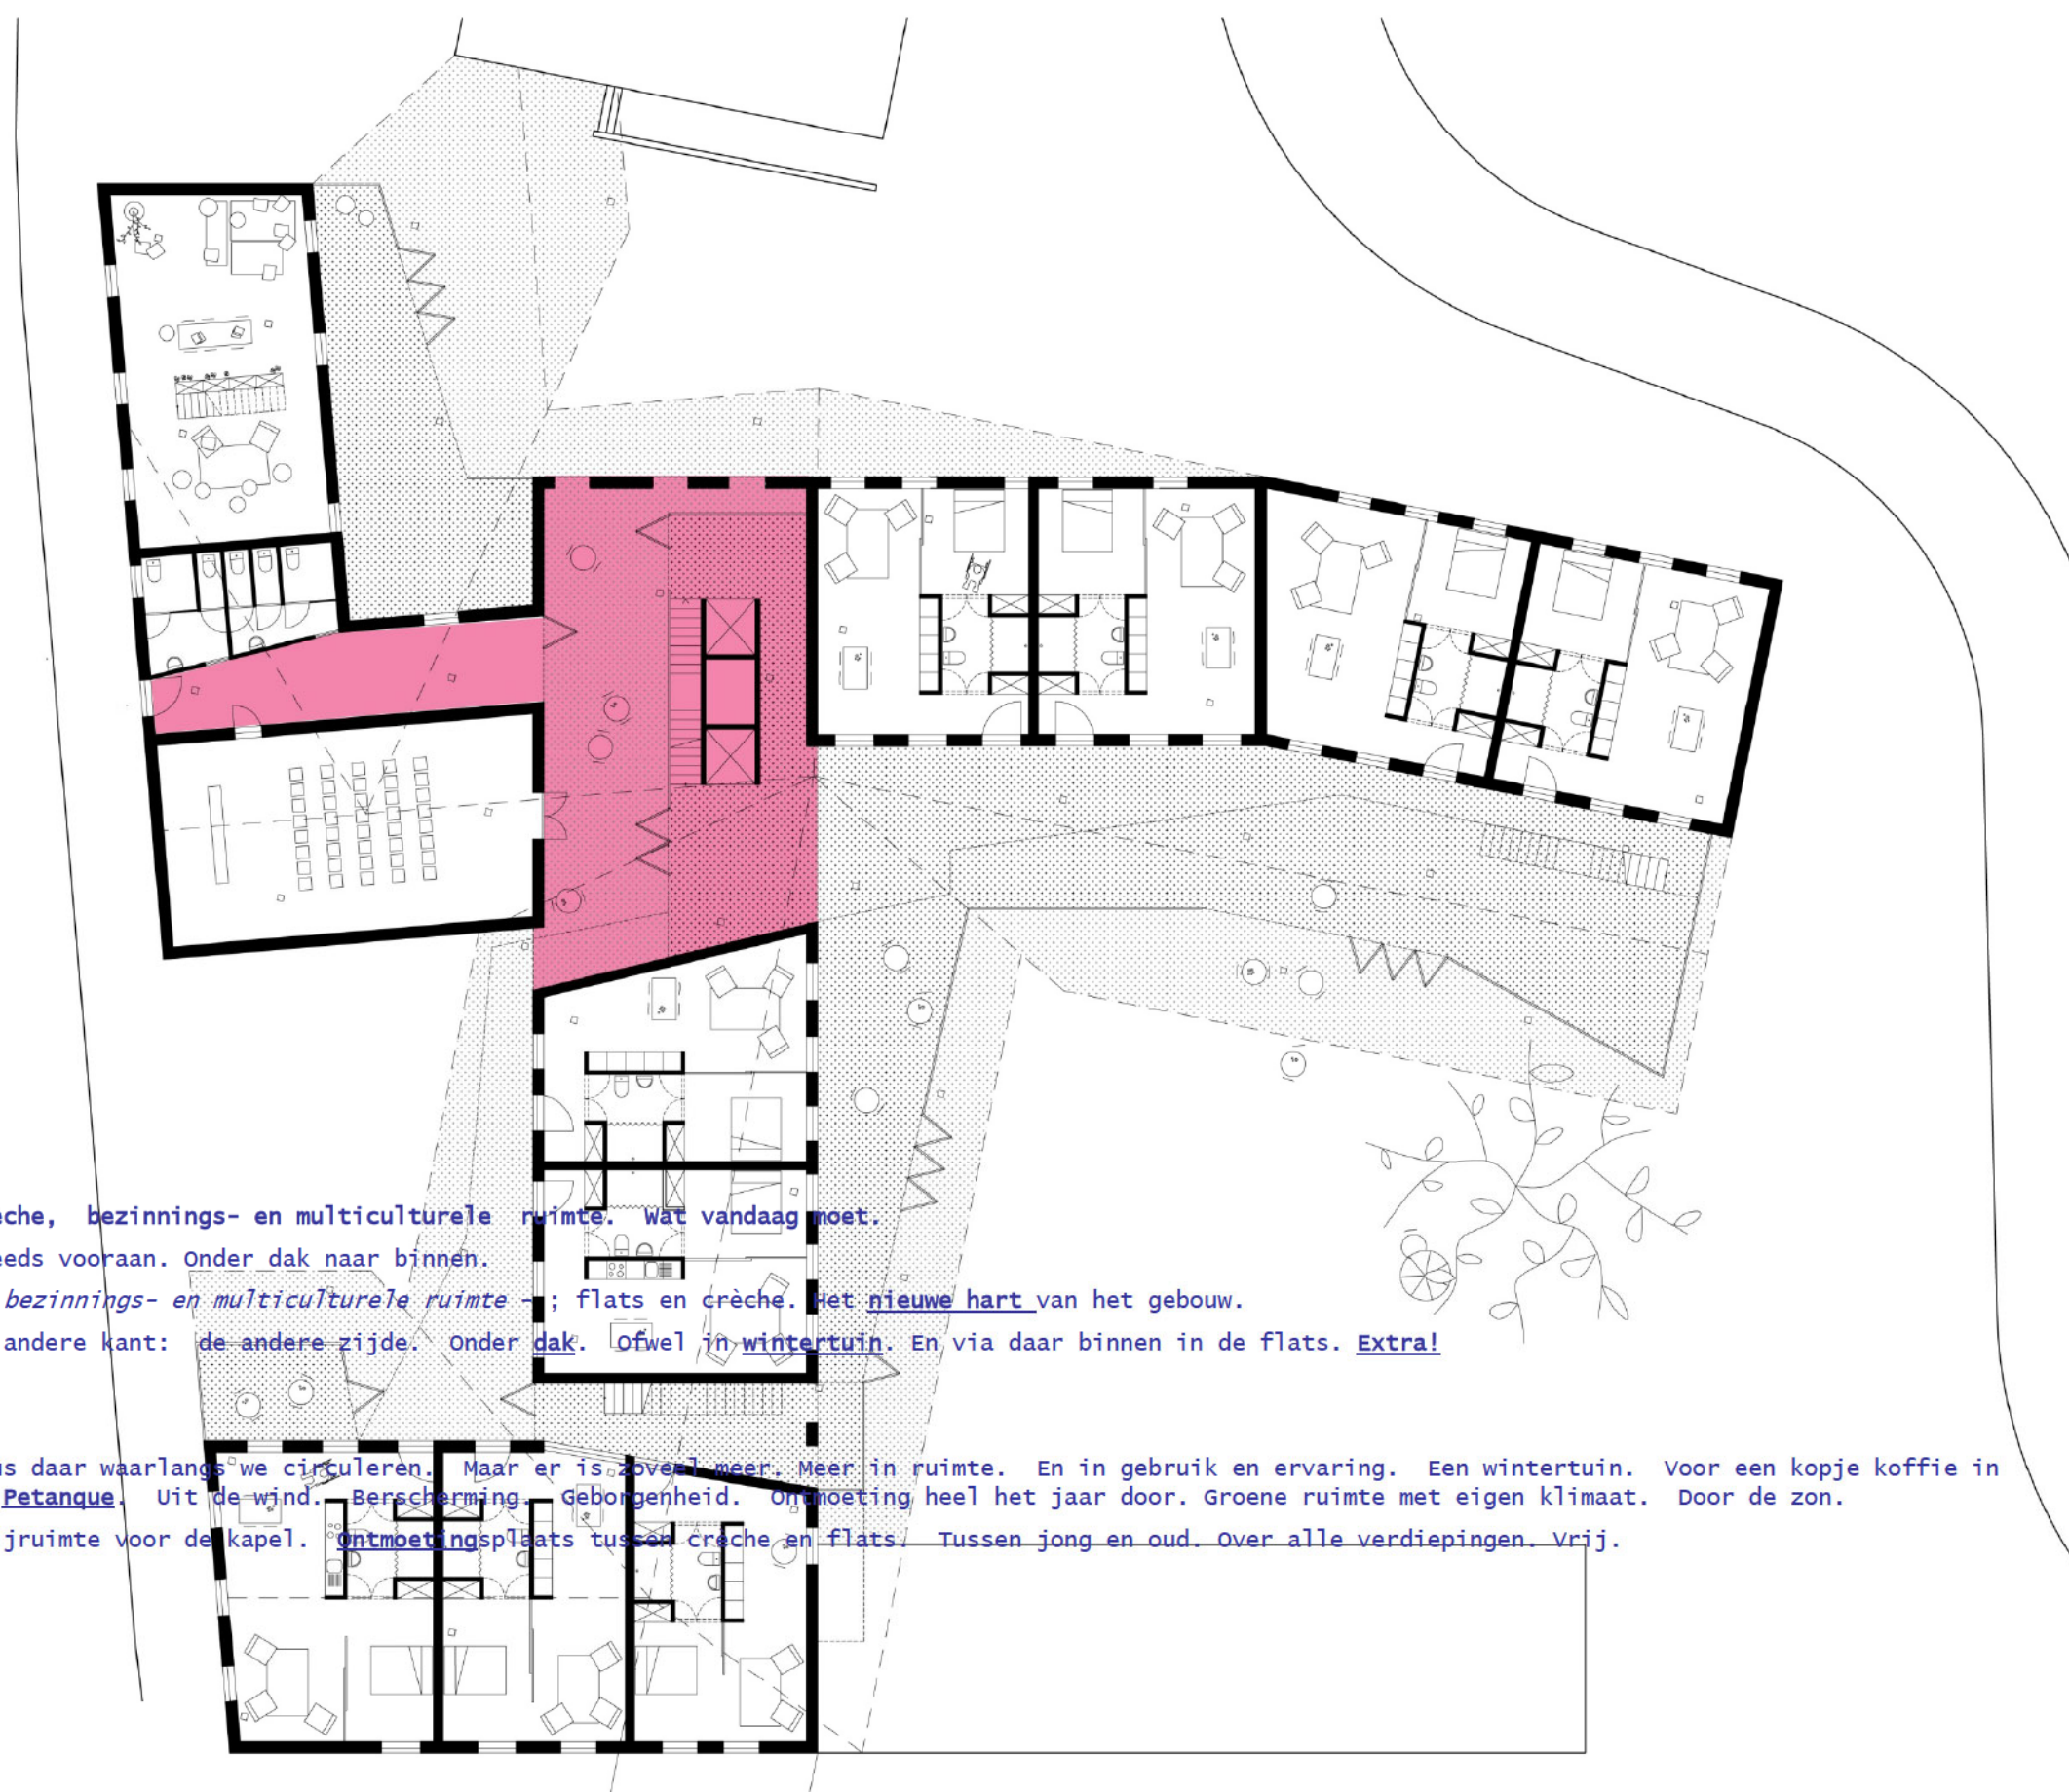 eche, bezinnings- en multiculturele ruimte. Wat vandaag moet.
eeds vooraan. Onder dak naar binnen.
bezinnings- en multiculturele ruimte - ; flats en crèche. Het nieuwe hart van het gebouw.
andere kant: de andere zijde. Onder dak. Ofwel in wintertuin. En via daar binnen in de flats. Extra!
us daar waarlangs we circuleren. Maar er is zoveel meer. Meer in ruimte. En in gebruik en ervaring. Een wintertuin. Voor een kopje koffie in
Petanque. Uit de wind. Berscherming. Geborgenheid. Ontmoeting heel het jaar door. Groene ruimte met eigen klimaat. Door de zon.
jruimte voor de kapel. Ontmoetingsplaats tussen crèche en flats. Tussen jong en oud. Over alle verdiepingen. Vrij.